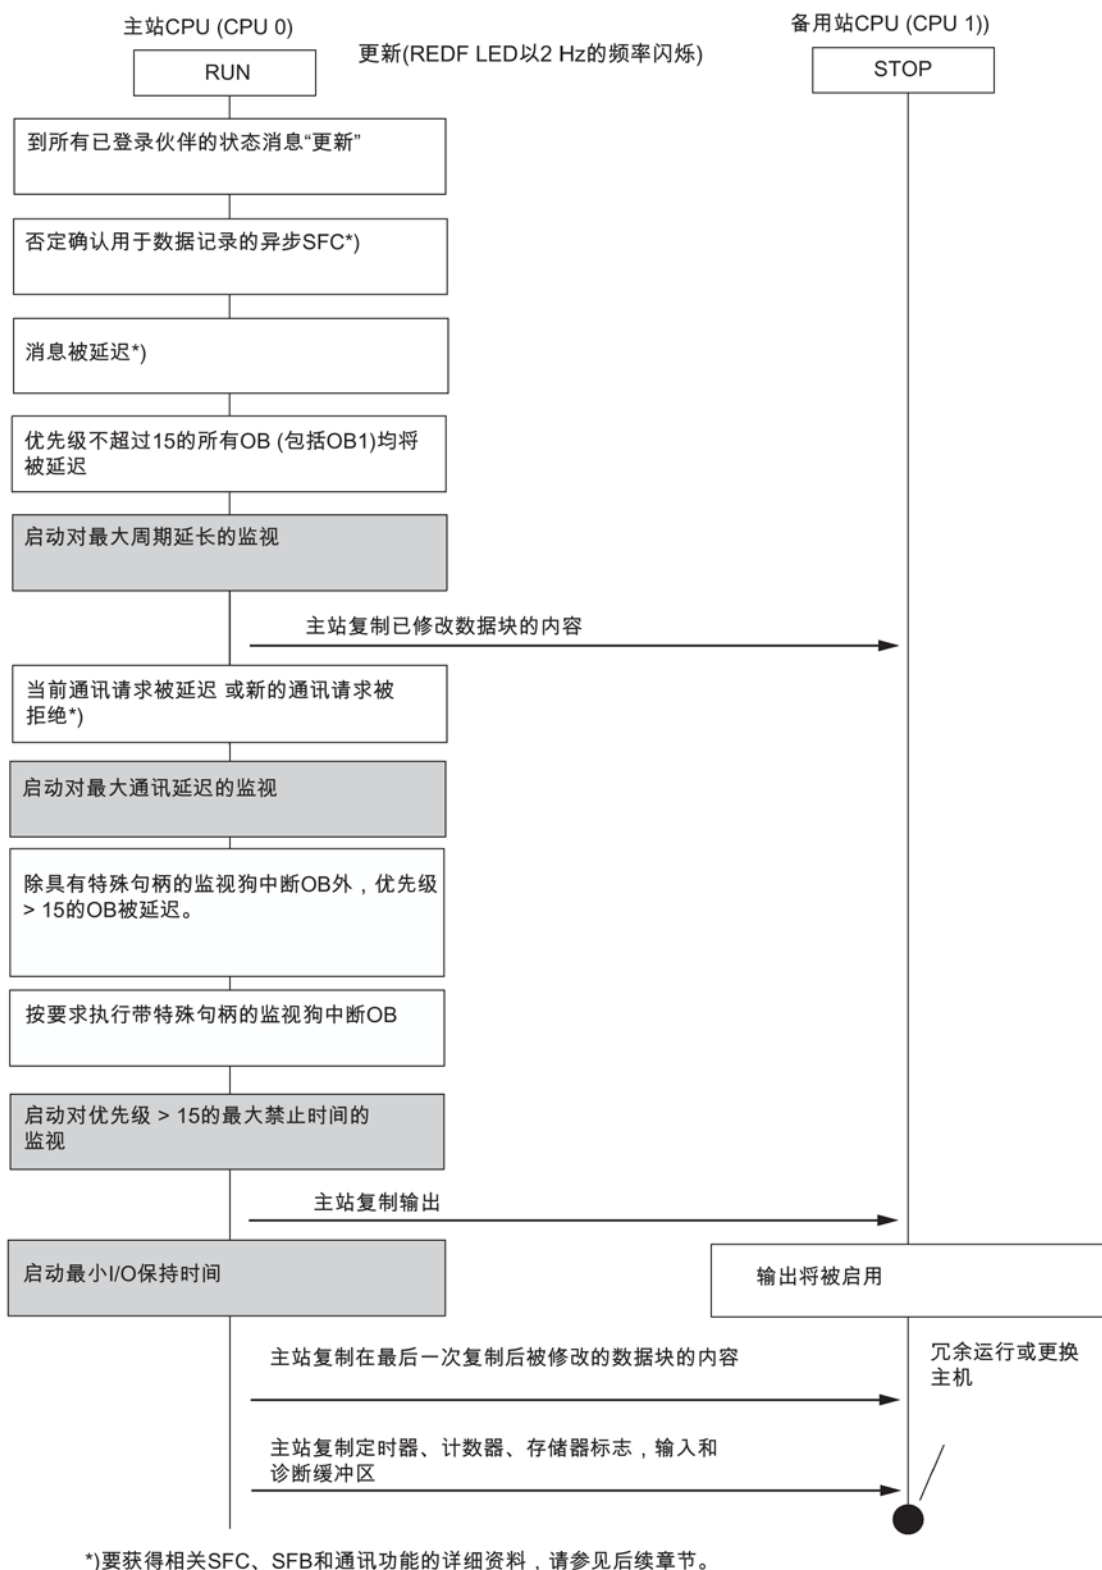 主站CPU (CPU 0)
备用站CPU (CPU 1))
更新(REDF LED以2 Hz的频率闪烁)
RUN
STOP
到所有已登录伙伴的状态消息“更新”
否定确认用于数据记录的异步SFC*)
消息被延迟*)
优先级不超过15的所有OB (包括OB1)均将
被延迟
启动对最大周期延长的监视
主站复制已修改数据块的内容
当前通讯请求被延迟 或新的通讯请求被
拒绝*)
启动对最大通讯延迟的监视
除具有特殊句柄的监视狗中断OB外，优先级
> 15的OB被延迟。
按要求执行带特殊句柄的监视狗中断OB
启动对优先级 > 15的最大禁止时间的
监视
主站复制输出
启动最小I/O保持时间
输出将被启用
主站复制在最后一次复制后被修改的数据块的内容
冗余运行或更换
主机
主站复制定时器、计数器、存储器标志，输入和
诊断缓冲区
*)要获得相关SFC、SFB和通讯功能的详细资料，请参见后续章节。